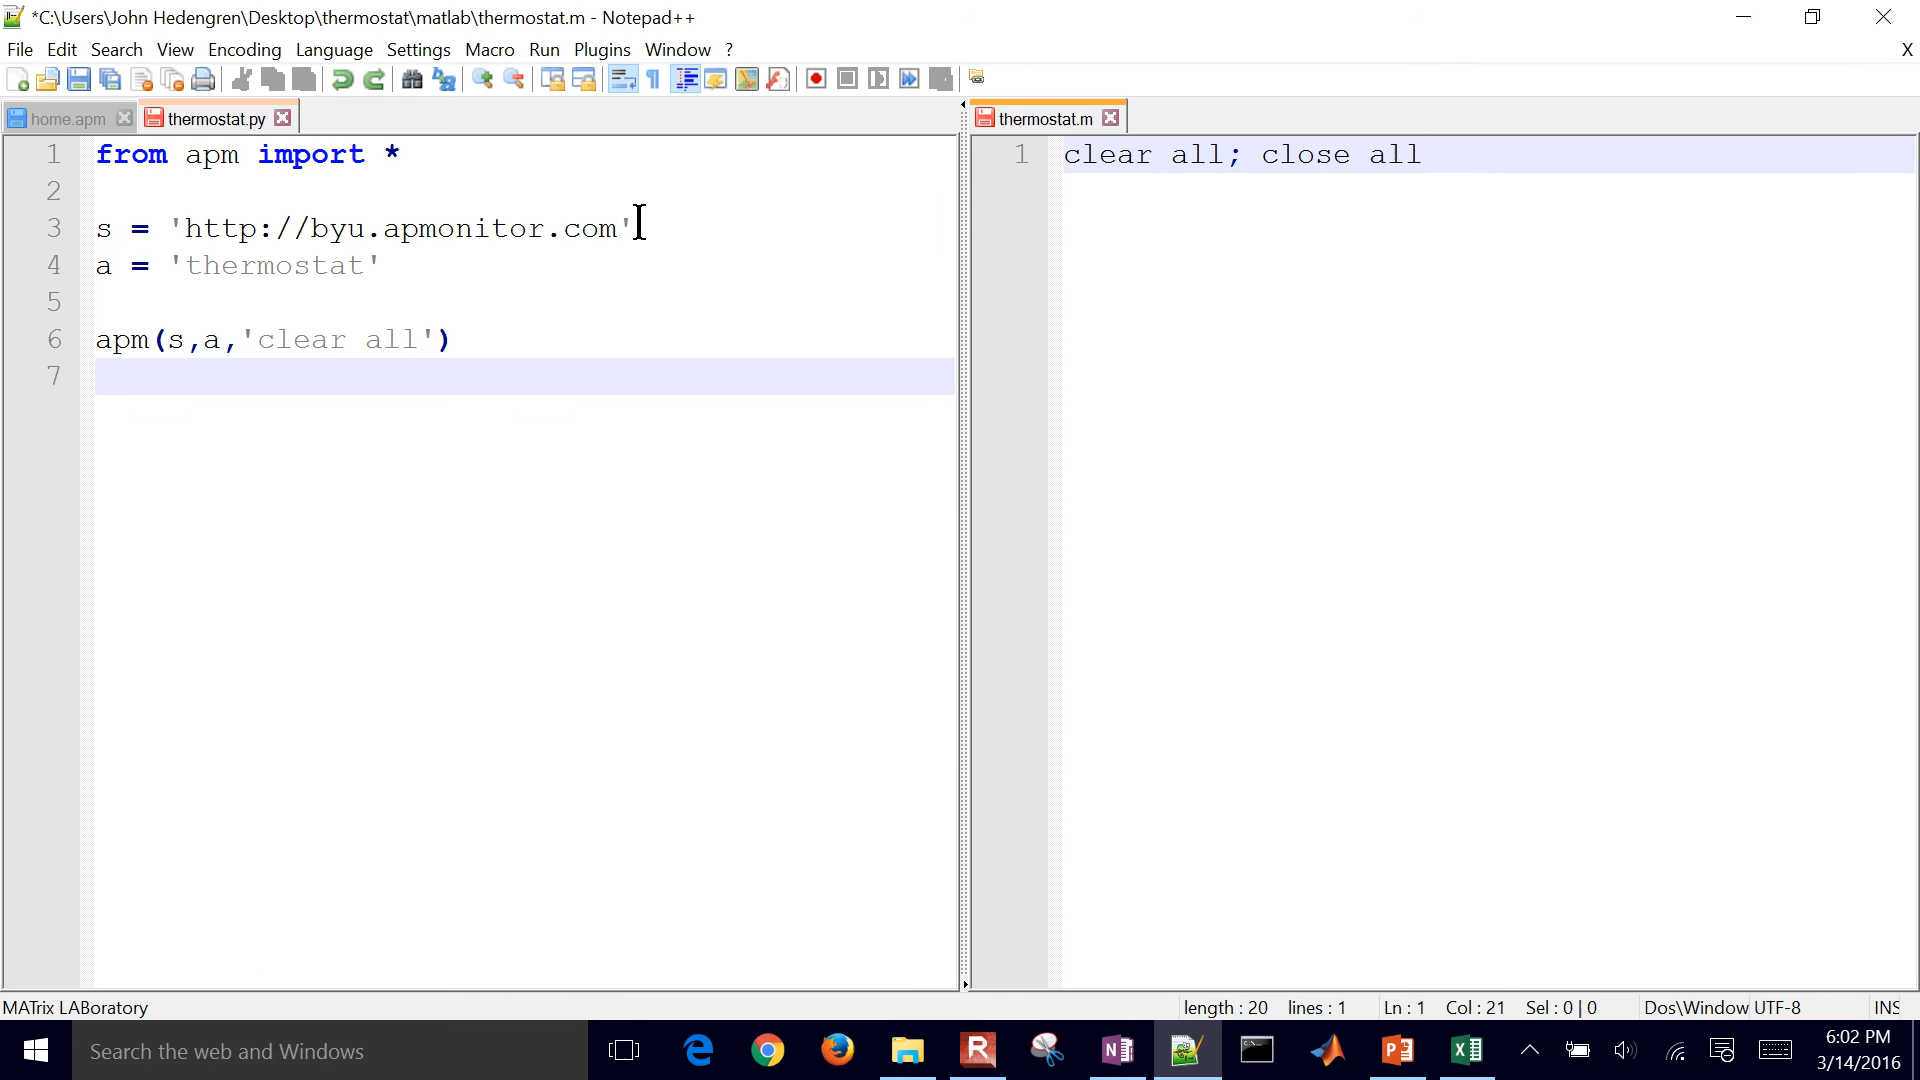 *C:\Users\John Hedengren\Desktop\thermostat\matlab\thermostat.m - Notepad++
File Edit Search View Encoding Language Settings Macro Run Plugins Window ? X
home.apm thermostat.py
1 from apm import *
2
3 s = 'http://byu.apmonitor.com'
4 a = 'thermostat'
5
6 apm(s,a,'clear all')
7
thermostat.m
1 clear all; close all
MATrix LABoratory length : 20 lines : 1 Ln : 1 Col : 21 Sel : 0 | 0 Dos\Window UTF-8 INS
Search the web and Windows
6:02 PM
3/14/2016